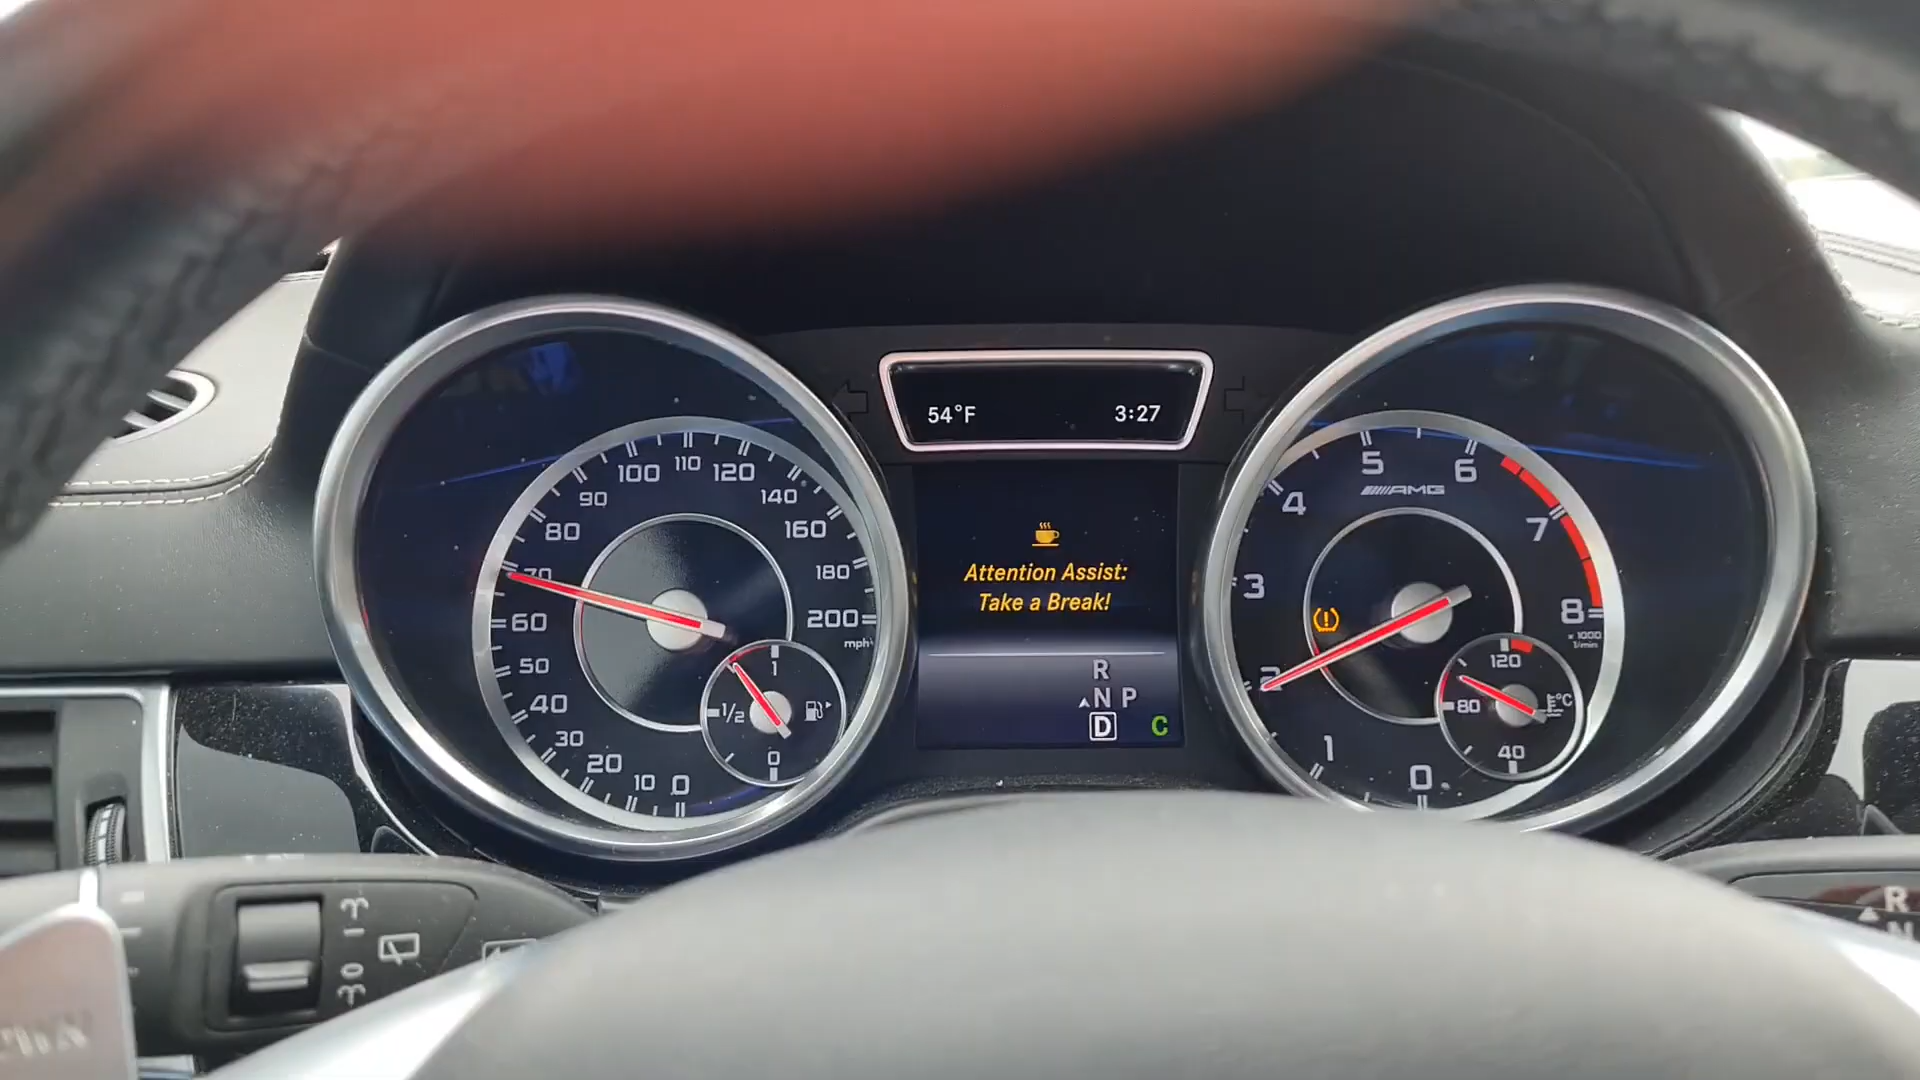 54°F 3:27
100 110 120
90 140
80 160
70 180
60 200
mph
50
40
30
20
10 0
1
1/2
0
Attention Assist:
Take a Break!
R
N P
D C
5 6
AMG
4 7
3 8
x 1000
1/min
2
1 0
120
80 °C
40
R
N